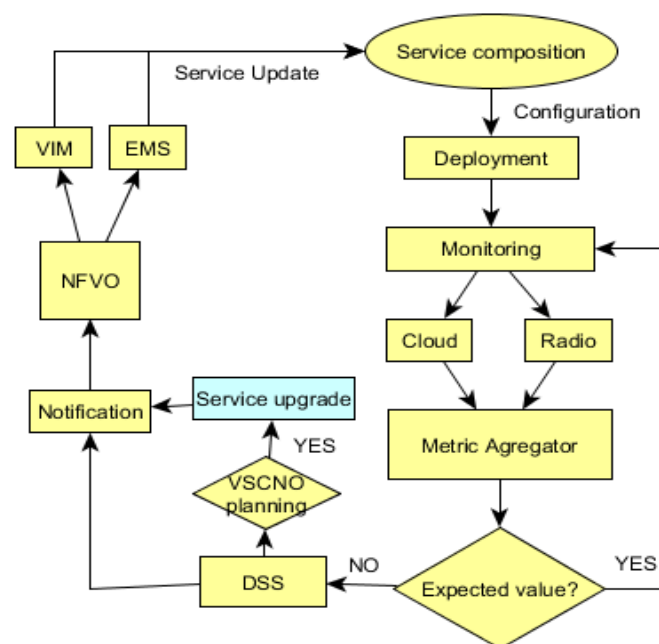 Service composition
Service Update
Configuration
VIM
EMS
Deployment
Monitoring
NFVO
Cloud
Radio
Service upgrade
Notification
Metric Agregator
YES
VSCNO
planning
NO
YES
DSS
Expected value?